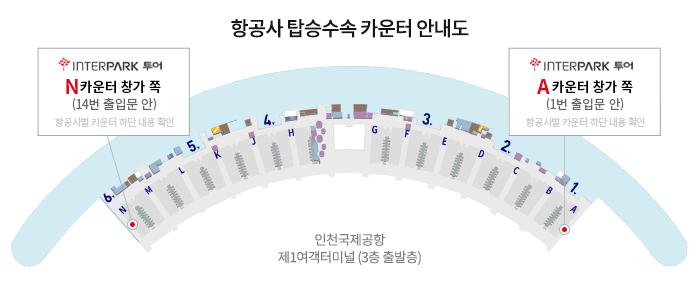 항공사 탑승수속 카운터 안내도
INTERPARK 투어
N카운터 창가 쪽
(14번 출입문 안)
항공사별 카운터 하단 내용 확인
INTERPARK 투어
A 카운터 창가 쪽
(1번 출입문 안)
항공사별 카운터 하단 내용 확인
6.
5.
4.
3.
2.
1.
N
M
L
K
J
H
G
F
E
D
C
B
A
인천국제공항
제1여객터미널 (3층 출발층)